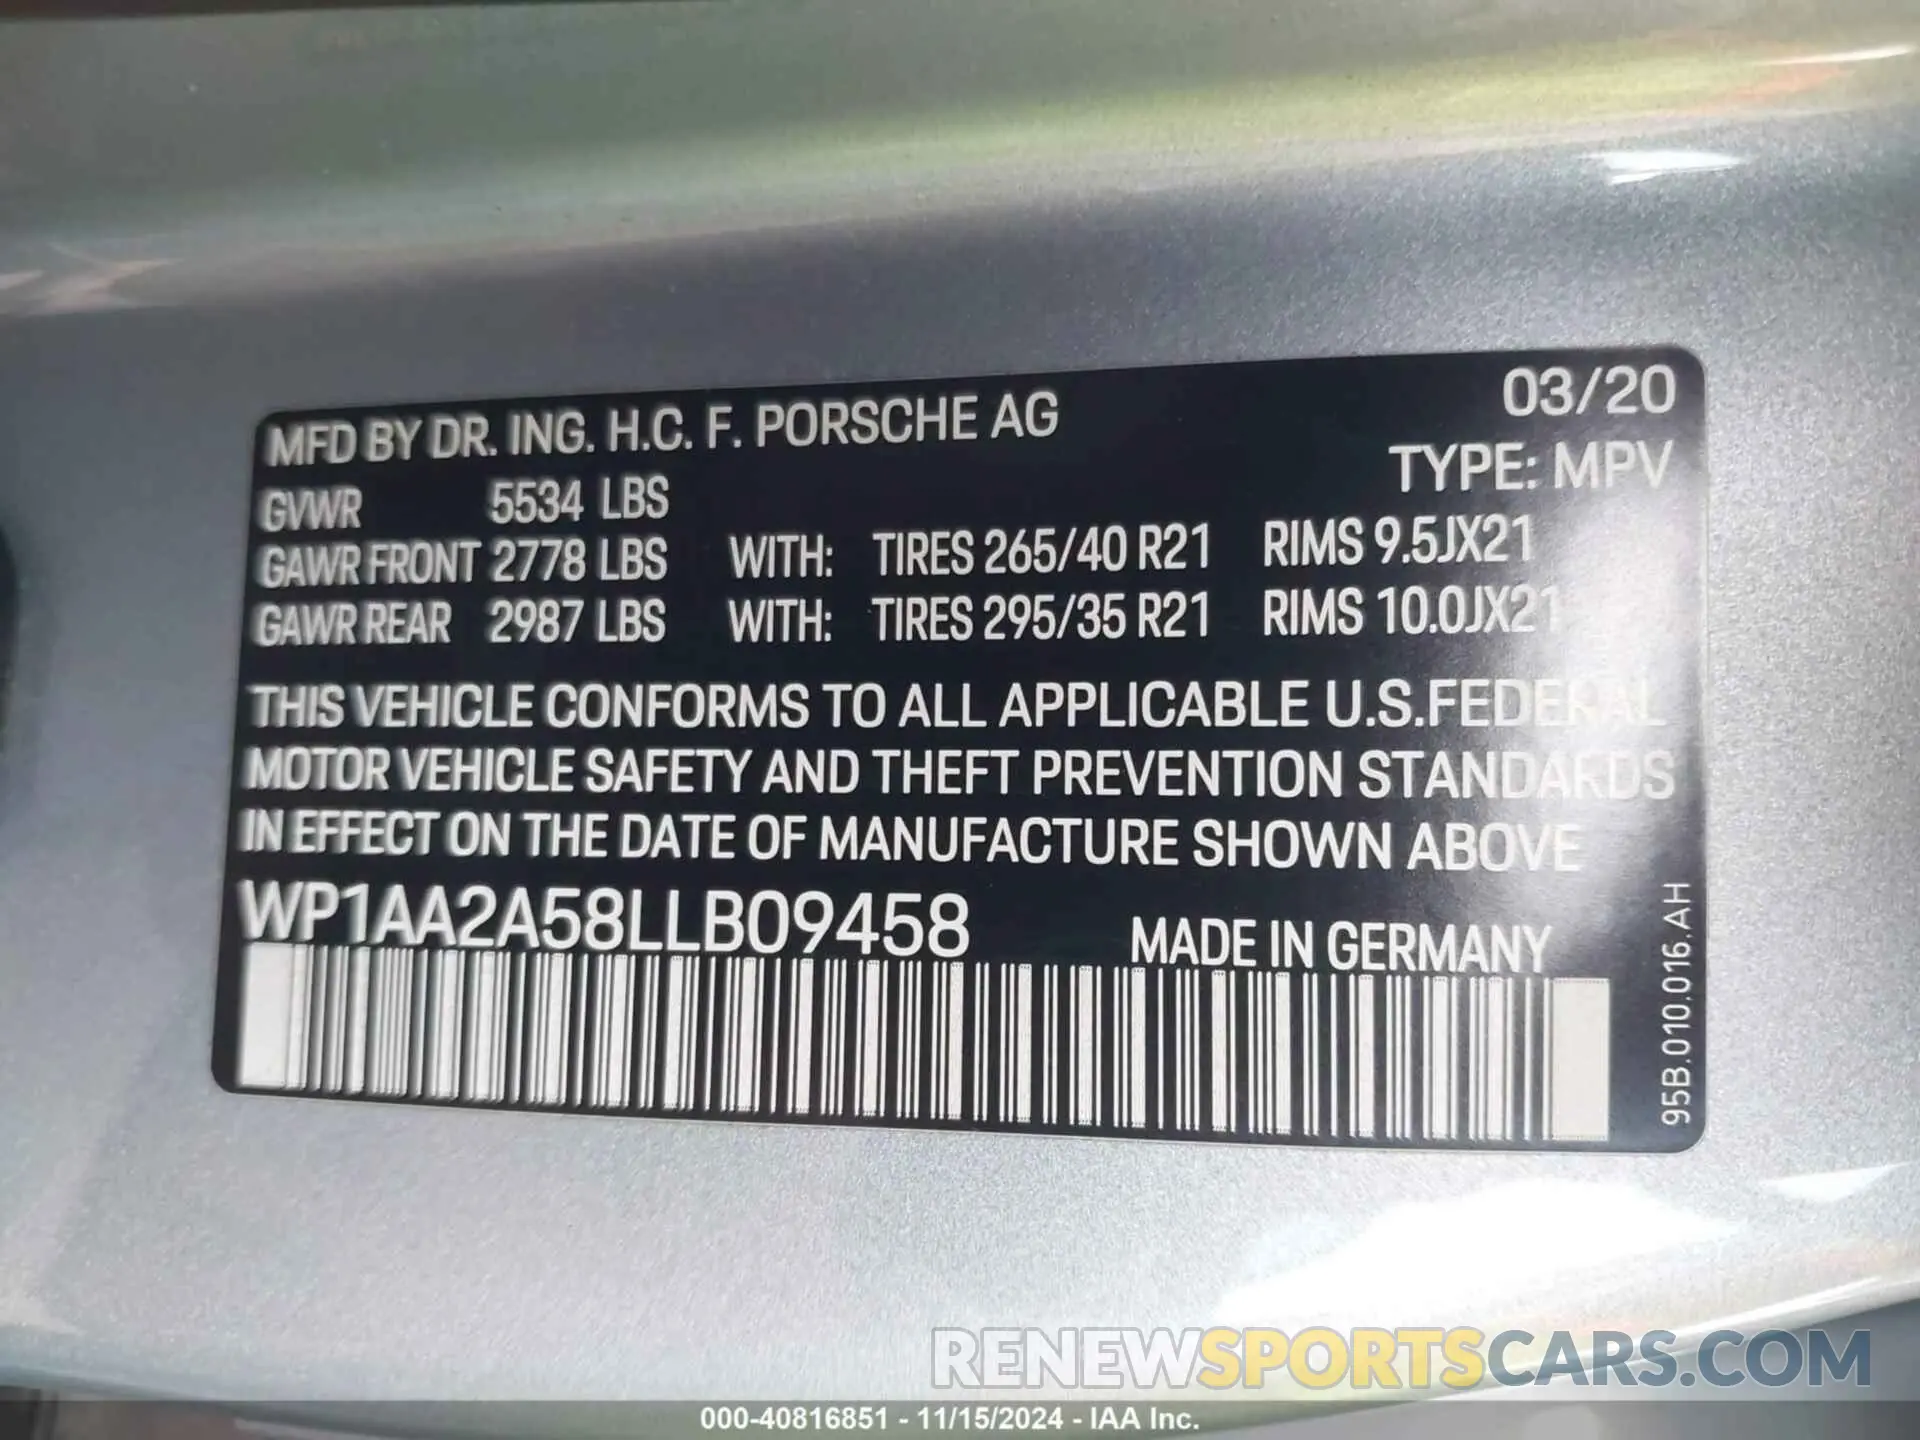 03/20
MFD BY DR. ING. H.C. F. PORSCHE AG
TYPE: MPV
GVWR 5534 LBS
GAWR FRONT 2778 LBS WITH: TIRES 265/40 R21 RIMS 9.5JX21
GAWR REAR 2987 LBS WITH: TIRES 295/35 R21 RIMS 10.0JX21
THIS VEHICLE CONFORMS TO ALL APPLICABLE U.S.FEDERAL
MOTOR VEHICLE SAFETY AND THEFT PREVENTION STANDARDS
IN EFFECT ON THE DATE OF MANUFACTURE SHOWN ABOVE
WP1AA2A58LLB09458
MADE IN GERMANY
95B.010.016.AH
RENEWSPORTSCARS.COM
000-40816851 - 11/15/2024 - IAA Inc.